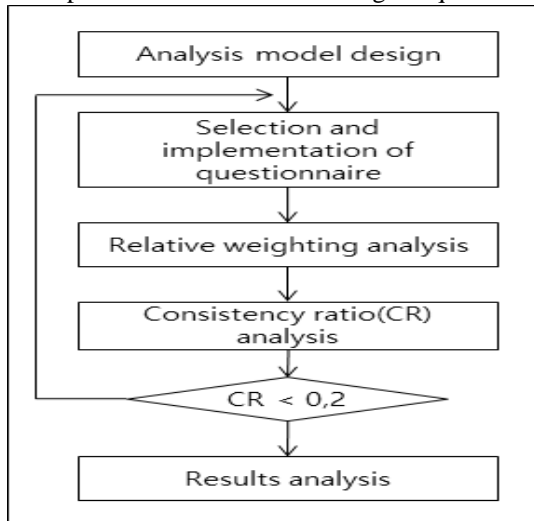 Analysis model design
Selection and
implementation of
questionnaire
Relative weighting analysis
Consistency ratio(CR)
analysis
CR < 0,2
Results analysis